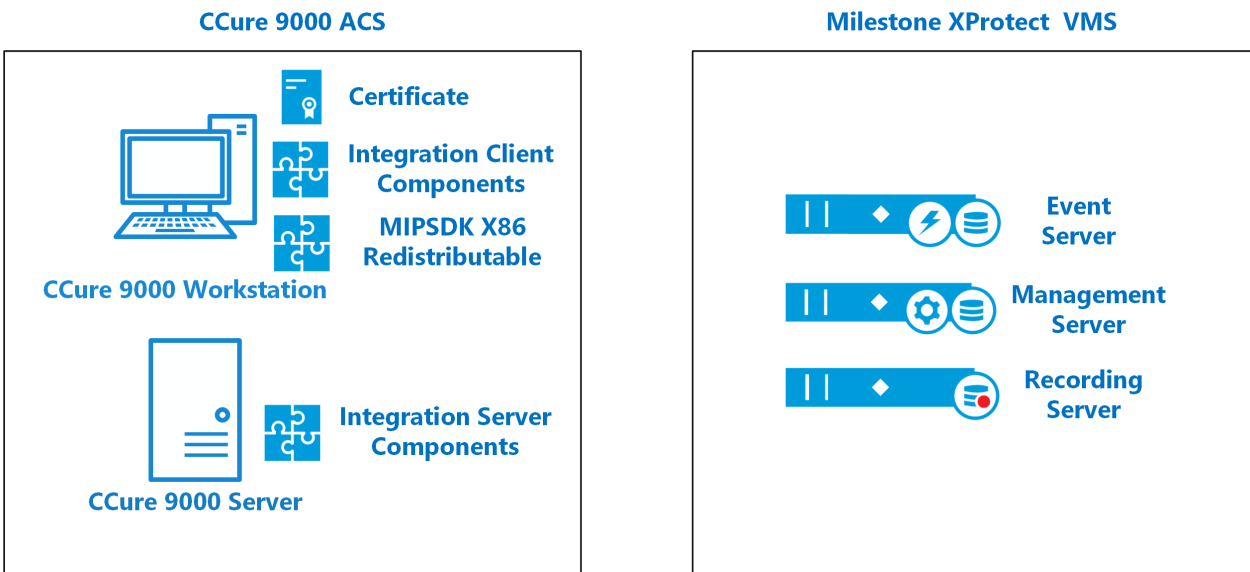 CCure 9000 ACS
Certificate
Integration Client
Components
MIPSDK X86
Redistributable
CCure 9000 Workstation
Integration Server
Components
CCure 9000 Server
Milestone XProtect VMS
Event
Server
Management
Server
Recording
Server